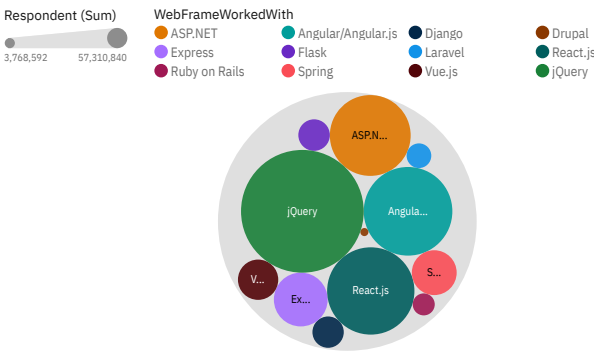 Respondent (Sum)
3,768,592 57,310,840
WebFrameWorkedWith
ASP.NET Angular/Angular.js Django Drupal
Express Flask Laravel React.js
Ruby on Rails Spring Vue.js jQuery
ASP.N...
jQuery
Angula...
V...
Ex...
React.js
S...